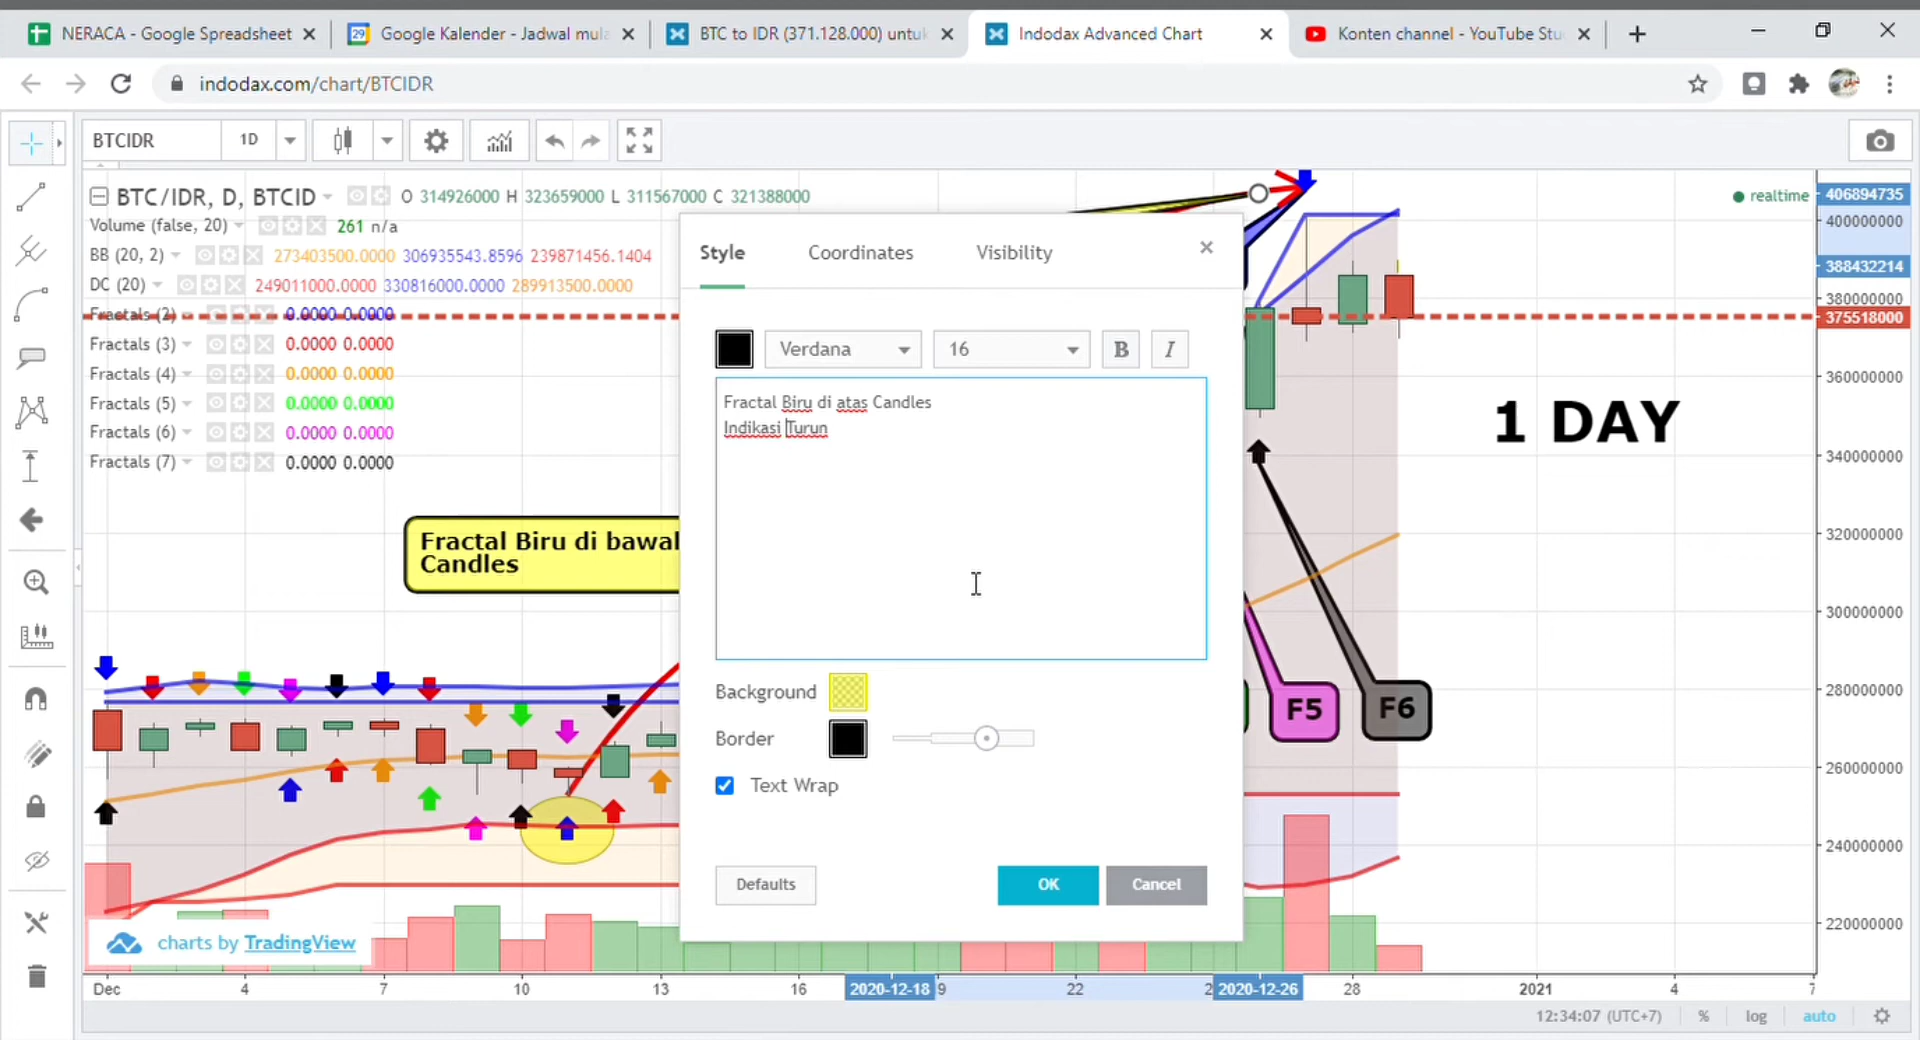 NERACA - Google Spreadsheet
Google Kalender - Jadwal mula
BTC to IDR (371.128.000) untuk
Indodax Advanced Chart
Konten channel - YouTube Stu
indodax.com/chart/BTCIDR
BTCIDR 1D
BTC/IDR, D, BTCID O 314926000 H 323659000 L 311567000 C 321388000
Volume (false, 20) 261 n/a
BB (20, 2) 273403500.0000 306935543.8596 239871456.1404
DC (20) 249011000.0000 330816000.0000 289913500.0000
Fractals (2) 0.0000 0.0000
Fractals (3) 0.0000 0.0000
Fractals (4) 0.0000 0.0000
Fractals (5) 0.0000 0.0000
Fractals (6) 0.0000 0.0000
Fractals (7) 0.0000 0.0000
realtime
406894735
400000000
388432214
380000000
375518000
360000000
340000000
320000000
300000000
280000000
260000000
240000000
220000000
Style Coordinates Visibility
Verdana 16 B I
Fractal Biru di atas Candles
Indikasi Turun
Background
Border
Text Wrap
Defaults OK Cancel
1 DAY
Fractal Biru di bawa
Candles
F5
F6
charts by TradingView
Dec 4 7 10 13 16 2020-12-18 9 22 2 2020-12-26 28 2021 4 7
12:34:07 (UTC+7) % log auto